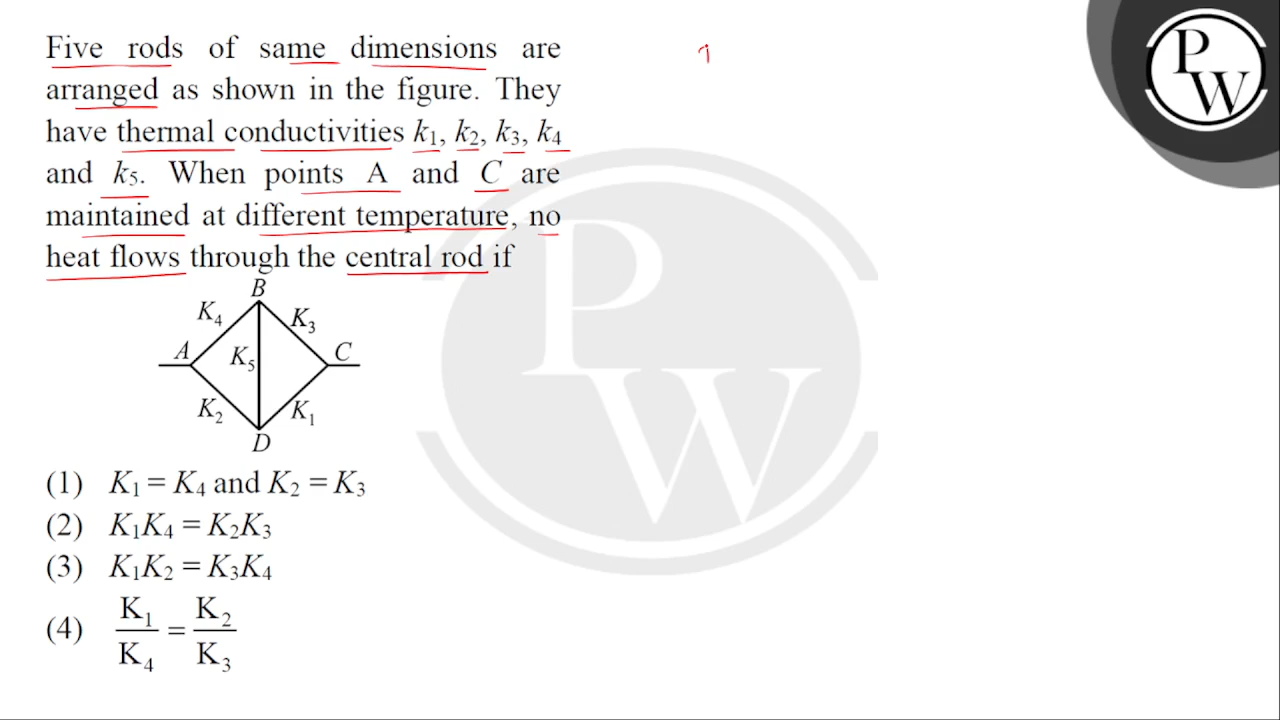 Five rods of same dimensions are
arranged as shown in the figure. They
have thermal conductivities k₁, k₂, k₃, k₄
and k₅. When points A and C are
maintained at different temperature, no
heat flows through the central rod if
B
K₄ K₃
A K₅ C
K₂ K₁
D
(1) K₁ = K₄ and K₂ = K₃
(2) K₁K₄ = K₂K₃
(3) K₁K₂ = K₃K₄
(4) K₁/K₄ = K₂/K₃
P
W
P
W